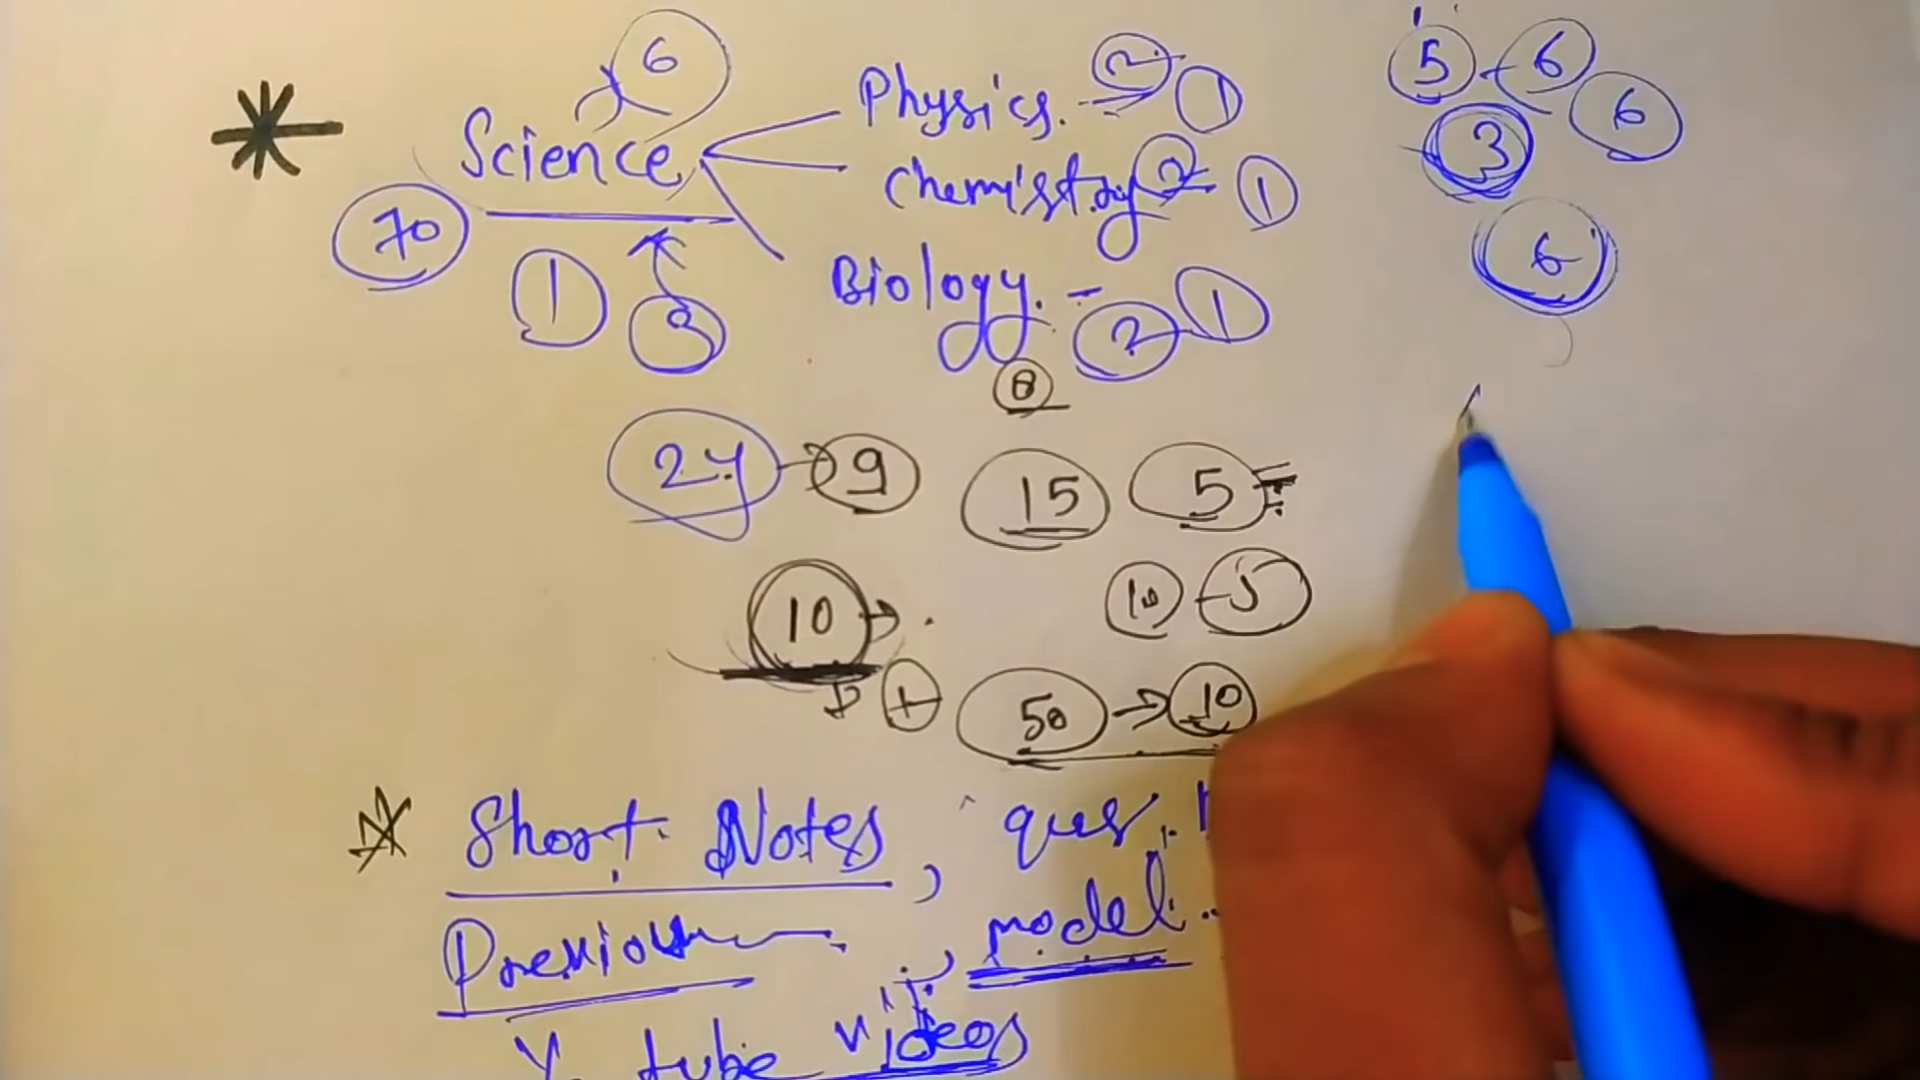 6 Physics. 2 1 5 6 6
Science Chemistry 2 1 3
70 1 3 Biology. - 2 1 6
8
24 → 9 15 5 =
10 → 10 5
+ 50 → 10
Short Notes, ques.
Previous , model
tube videos